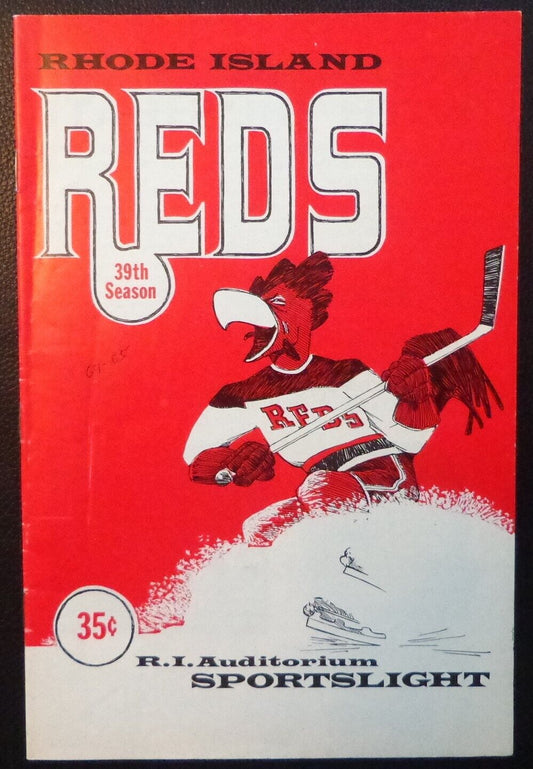 RHODE ISLAND
REDS
39th
Season
REDS
35¢
R.I. Auditorium
SPORTSLIGHT